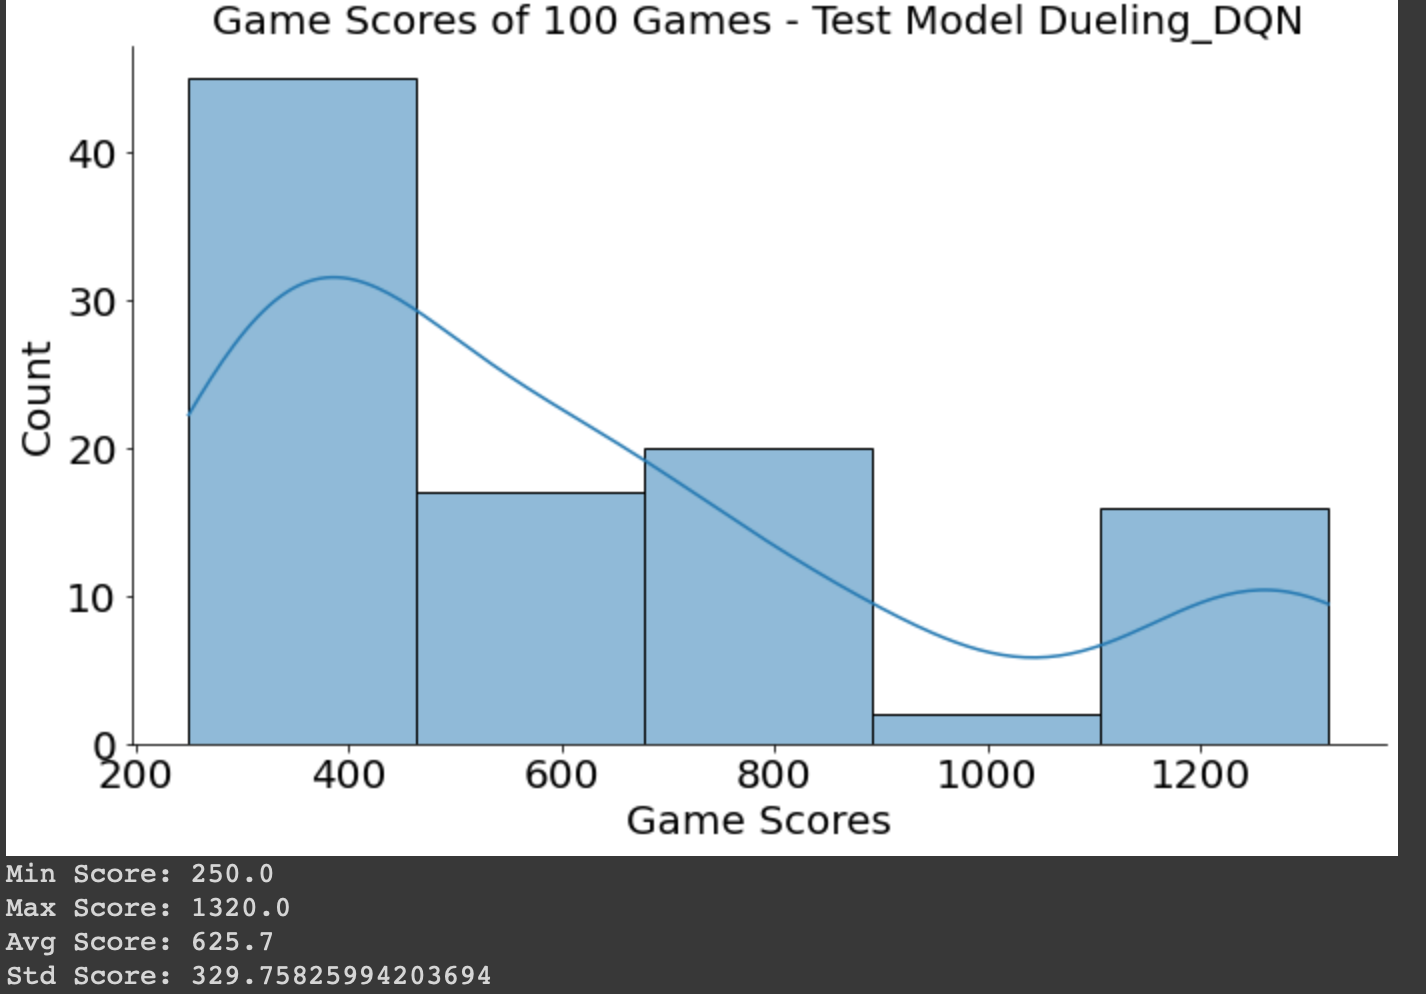 Game Scores of 100 Games - Test Model Dueling_DQN
Count
40
30
20
10
0
200 400 600 800 1000 1200
Game Scores
Min Score: 250.0
Max Score: 1320.0
Avg Score: 625.7
Std Score: 329.75825994203694